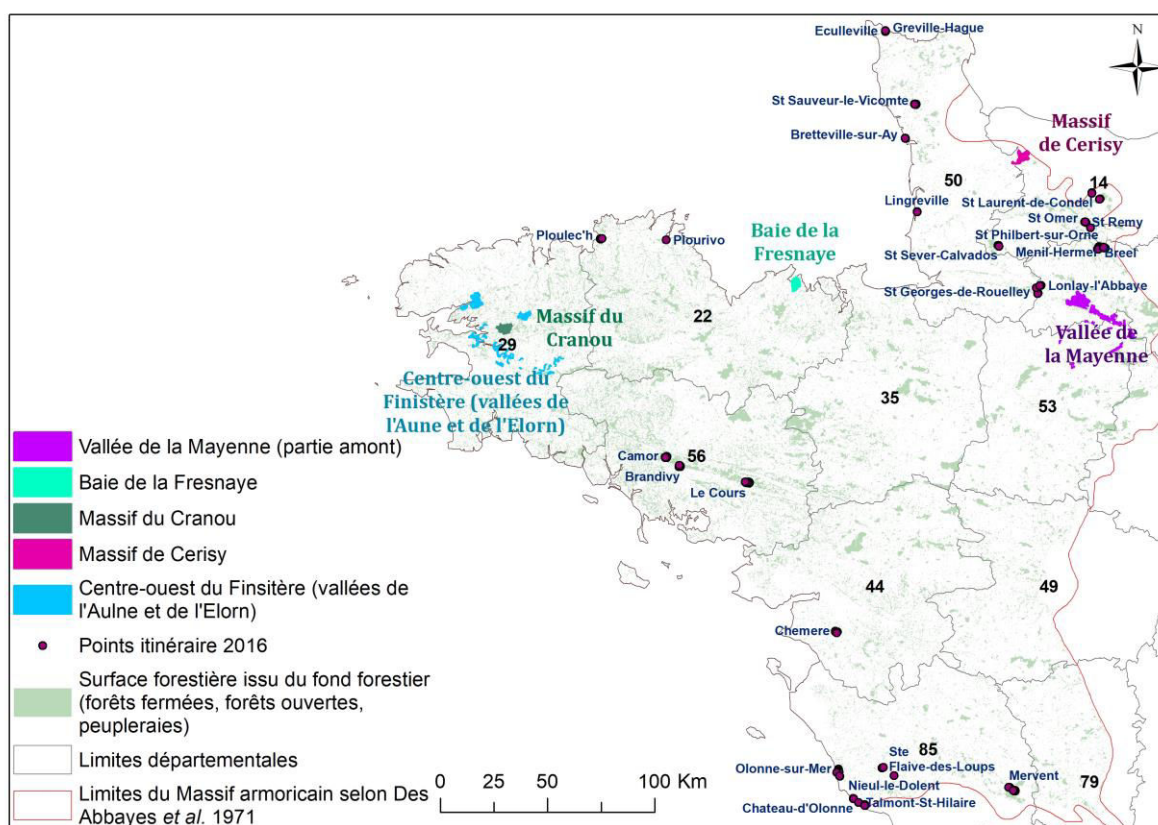 Eculleville
Greville-Hague
N
St Sauveur-le-Vicomte
Bretteville-sur-Ay
Massif
de Cerisy
50
14
Lingreville
St Laurent-de-Condel
St Omer
St Remy
St Philbert-sur-Orne
St Sever-Calvados
Menil-Hermei
Breel
Ploulec'h
Plourivo
Baie de la
Fresnaye
St Georges-de-Rouelley
Lonlay-l'Abbaye
22
Massif du
Cranou
29
Vallée de
la Mayenne
Centre-ouest du
Finistère (vallées de
l'Aune et de l'Elorn)
35
53
Camor
56
Brandivy
Le Cours
44
49
Chemere
85
Ste
Flaive-des-Loups
Olonne-sur-Mer
Nieul-le-Dolent
Mervent
79
Chateau-d'Olonne
Talmont-St-Hilaire
Vallée de la Mayenne (partie amont)
Baie de la Fresnaye
Massif du Cranou
Massif de Cerisy
Centre-ouest du Finsitère (vallées de
l'Aulne et de l'Elorn)
Points itinéraire 2016
Surface forestière issu du fond forestier
(forêts fermées, forêts ouvertes,
peupleraies)
Limites départementales
Limites du Massif armoricain selon Des
Abbayes et al. 1971
0 25 50 100 Km